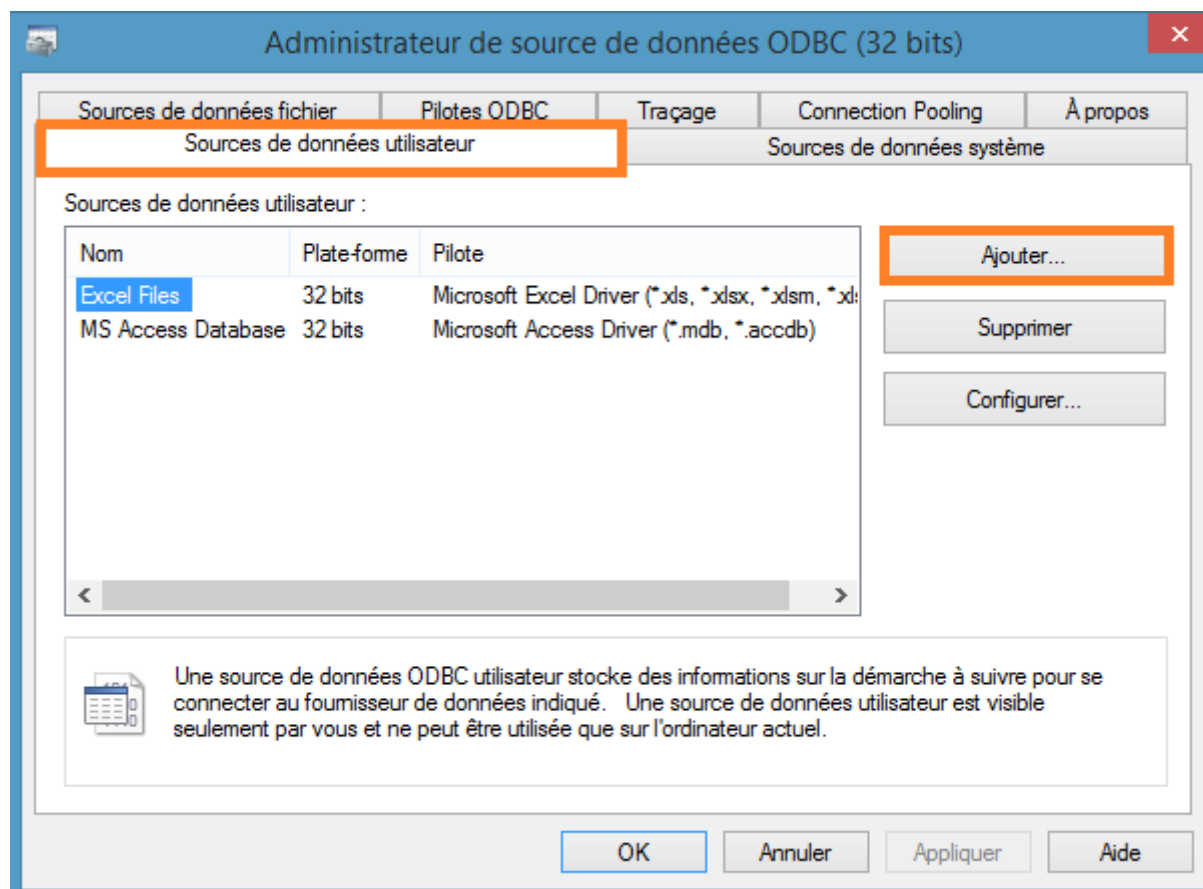 Administrateur de source de données ODBC (32 bits)
Sources de données fichier Pilotes ODBC Traçage Connection Pooling À propos
Sources de données utilisateur Sources de données système
Sources de données utilisateur :
Nom Plate-forme Pilote
Ajouter...
Excel Files 32 bits Microsoft Excel Driver (*.xls, *.xlsx, *.xlsm, *.xls
MS Access Database 32 bits Microsoft Access Driver (*.mdb, *.accdb)
Supprimer
Configurer...
Une source de données ODBC utilisateur stocke des informations sur la démarche à suivre pour se
connecter au fournisseur de données indiqué. Une source de données utilisateur est visible
seulement par vous et ne peut être utilisée que sur l'ordinateur actuel.
OK Annuler Appliquer Aide